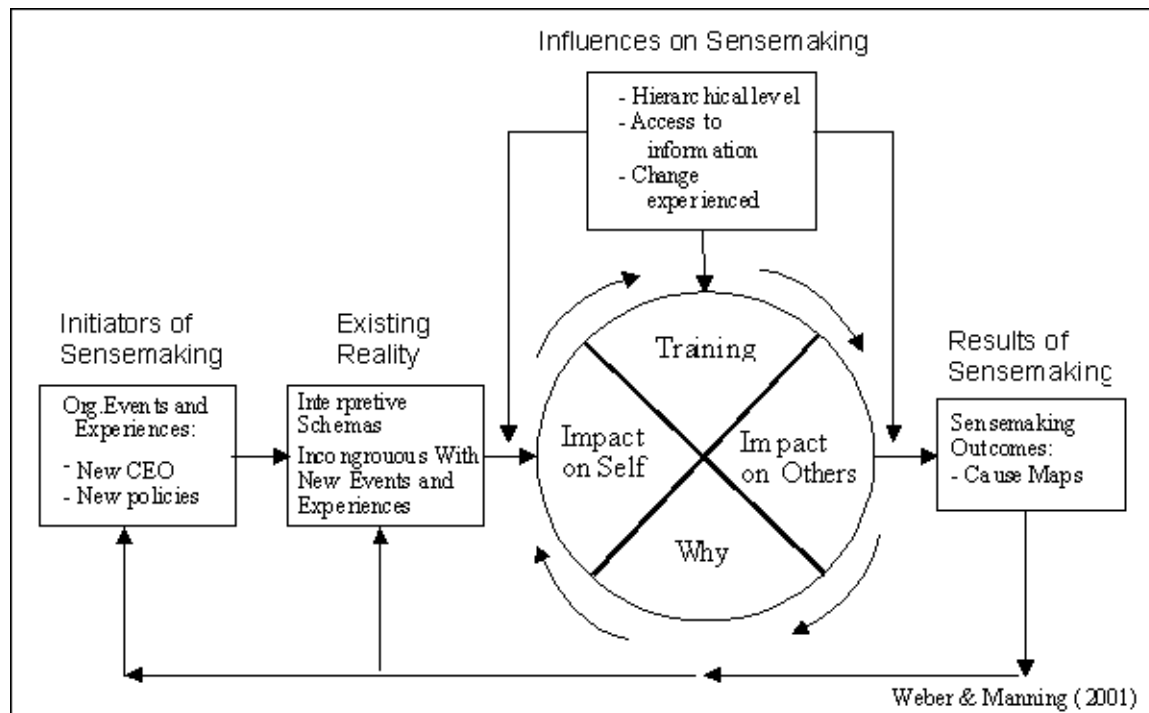 Influences on Sensemaking
- Hierarchical level
- Access to
information
- Change
experienced
Initiators of
Sensemaking
Org.Events and
Experiences:
- New CEO
- New policies
Existing
Reality
Interpretive
Schemas
Incongrouous With
New Events and
Experiences
Training
Impact
on Self
Impact
on Others
Why
Results of
Sensemaking
Sensemaking
Outcomes:
- Cause Maps
Weber & Manning (2001)